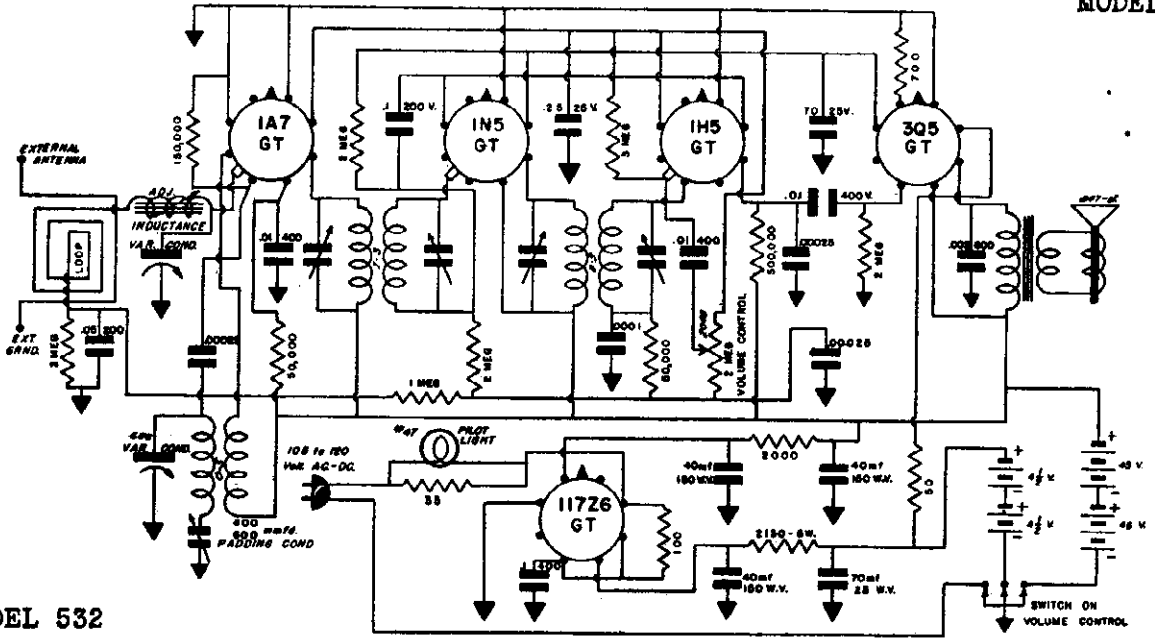 MODEL
1A7
GT
1N5
GT
1H5
GT
3Q5
GT
700
150,000
2 MEG
.1 200 V.
.25 25 V.
3 MEG
70 25V.
EXTERNAL
ANTENNA
ADJ.
INDUCTANCE
VAR. COND.
LOOP
.01 400
.01 400
500,000
.01 400 V.
.00025
2 MEG
EXT
GRND.
2 MEG
.05 200
50,000
2 MEG
.0001
50,000
2 MEG
VOLUME CONTROL
.00025
1 MEG
VAR. COND.
400
600 mmfd.
PADDING COND
105 to 120
Volt AC-DC.
#47
PILOT
LIGHT
35
117Z6
GT
100
400
40mf
150 W.V.
2000
40mf
150 W.V.
2150-5W.
40mf
150 W.V.
70mf
25 W.V.
50
4½ V.
4½ V.
45 V.
45 V.
SWITCH ON
VOLUME CONTROL
DEL 532